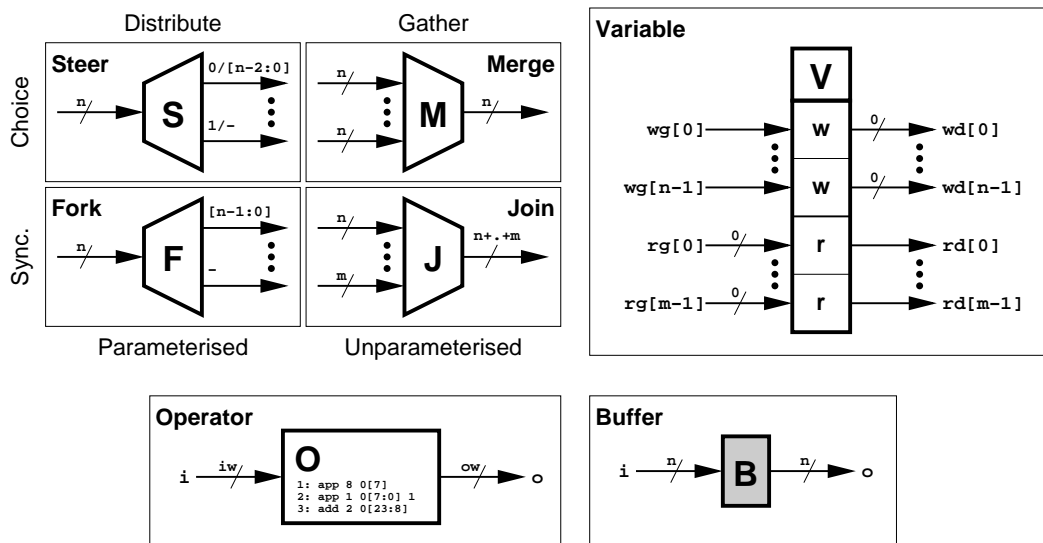 Distribute
Gather
Choice
Sync.
Steer
n
S
0/[n-2:0]
1/-
Merge
n
n
M
n
Fork
n
F
[n-1:0]
-
Join
n
m
J
n+.+m
Parameterised
Unparameterised
Variable
V
wg[0]
w
0
wd[0]
wg[n-1]
w
0
wd[n-1]
rg[0]
0
r
rd[0]
rg[m-1]
0
r
rd[m-1]
Operator
i
iw
O
1: app 8 0[7]
2: app 1 0[7:0] 1
3: add 2 0[23:8]
ow
o
Buffer
i
n
B
n
o